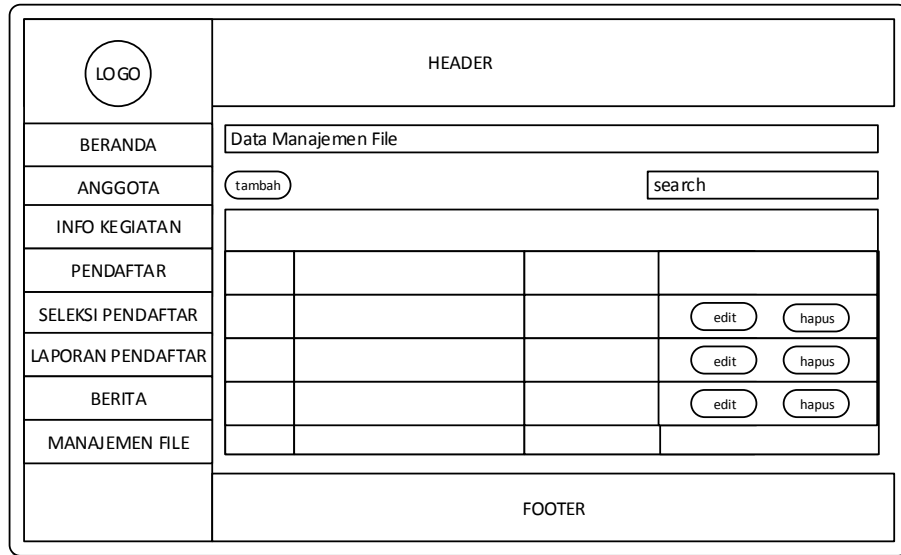 LOGO
HEADER
BERANDA
ANGGOTA
INFO KEGIATAN
PENDAFTAR
SELEKSI PENDAFTAR
LAPORAN PENDAFTAR
BERITA
MANAJEMEN FILE
Data Manajemen File
tambah
search
edit hapus
edit hapus
edit hapus
FOOTER